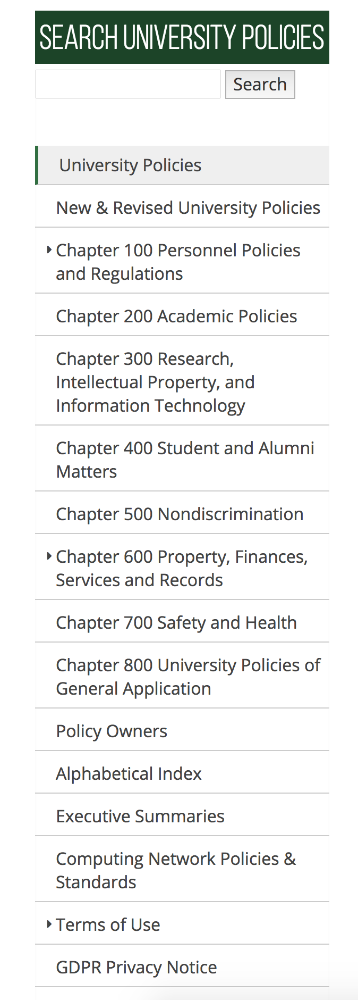 SEARCH UNIVERSITY POLICIES
Search
University Policies
New & Revised University Policies
Chapter 100 Personnel Policies
and Regulations
Chapter 200 Academic Policies
Chapter 300 Research,
Intellectual Property, and
Information Technology
Chapter 400 Student and Alumni
Matters
Chapter 500 Nondiscrimination
Chapter 600 Property, Finances,
Services and Records
Chapter 700 Safety and Health
Chapter 800 University Policies of
General Application
Policy Owners
Alphabetical Index
Executive Summaries
Computing Network Policies &
Standards
Terms of Use
GDPR Privacy Notice